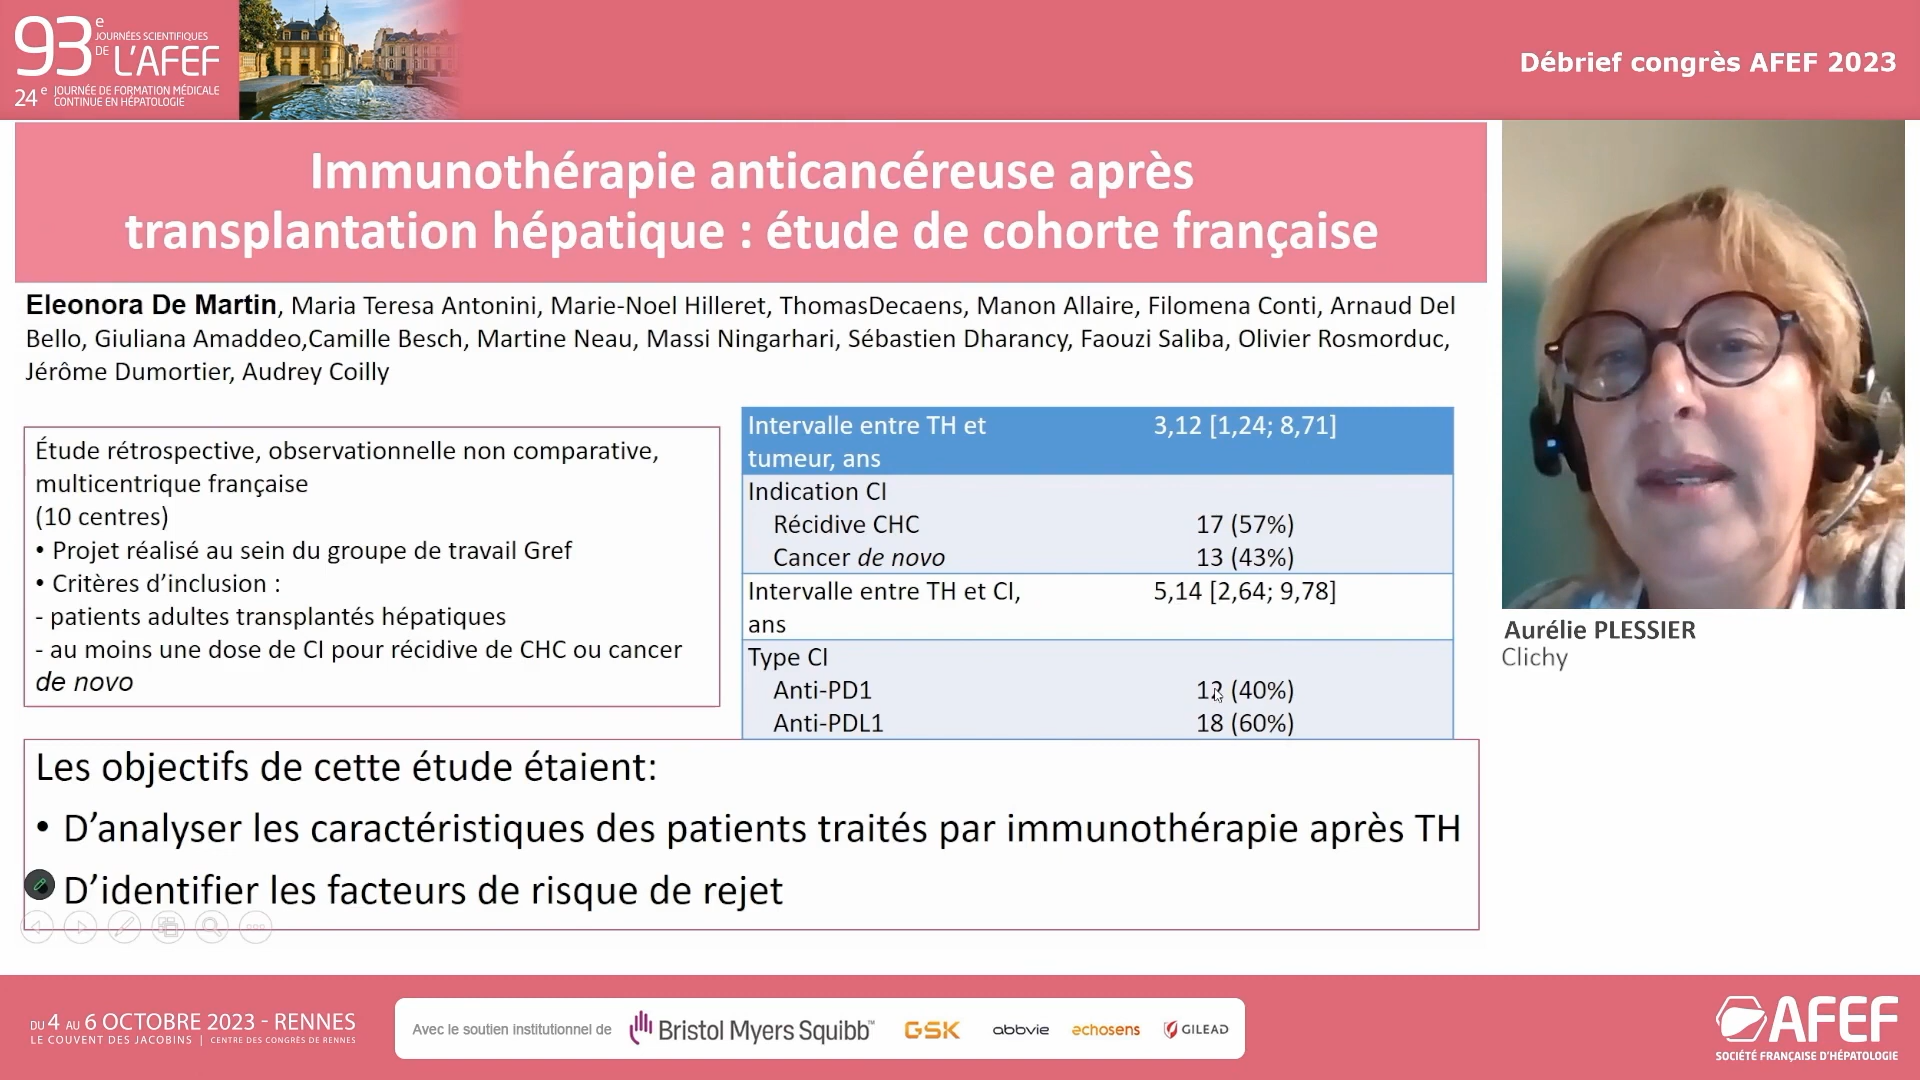 93e JOURNÉES SCIENTIFIQUES
DE L'AFEF
24e JOURNÉE DE FORMATION MÉDICALE
CONTINUE EN HÉPATOLOGIE
Débrief congrès AFEF 2023
Immunothérapie anticancéreuse après
transplantation hépatique : étude de cohorte française
Eleonora De Martin, Maria Teresa Antonini, Marie-Noel Hilleret, ThomasDecaens, Manon Allaire, Filomena Conti, Arnaud Del
Bello, Giuliana Amaddeo,Camille Besch, Martine Neau, Massi Ningarhari, Sébastien Dharancy, Faouzi Saliba, Olivier Rosmorduc,
Jérôme Dumortier, Audrey Coilly
Étude rétrospective, observationnelle non comparative,
multicentrique française
(10 centres)
• Projet réalisé au sein du groupe de travail Gref
• Critères d'inclusion :
- patients adultes transplantés hépatiques
- au moins une dose de CI pour récidive de CHC ou cancer
de novo
Intervalle entre TH et 3,12 [1,24; 8,71]
tumeur, ans
Indication CI
Récidive CHC 17 (57%)
Cancer de novo 13 (43%)
Intervalle entre TH et CI, 5,14 [2,64; 9,78]
ans
Type CI
Anti-PD1 12 (40%)
Anti-PDL1 18 (60%)
Les objectifs de cette étude étaient:
• D'analyser les caractéristiques des patients traités par immunothérapie après TH
D'identifier les facteurs de risque de rejet
Aurélie PLESSIER
Clichy
DU 4 AU 6 OCTOBRE 2023 - RENNES
LE COUVENT DES JACOBINS | CENTRE DES CONGRÈS DE RENNES
Avec le soutien institutionnel de Bristol Myers Squibb™ GSK abbvie echosens GILEAD
AFEF
SOCIÉTÉ FRANÇAISE D'HÉPATOLOGIE